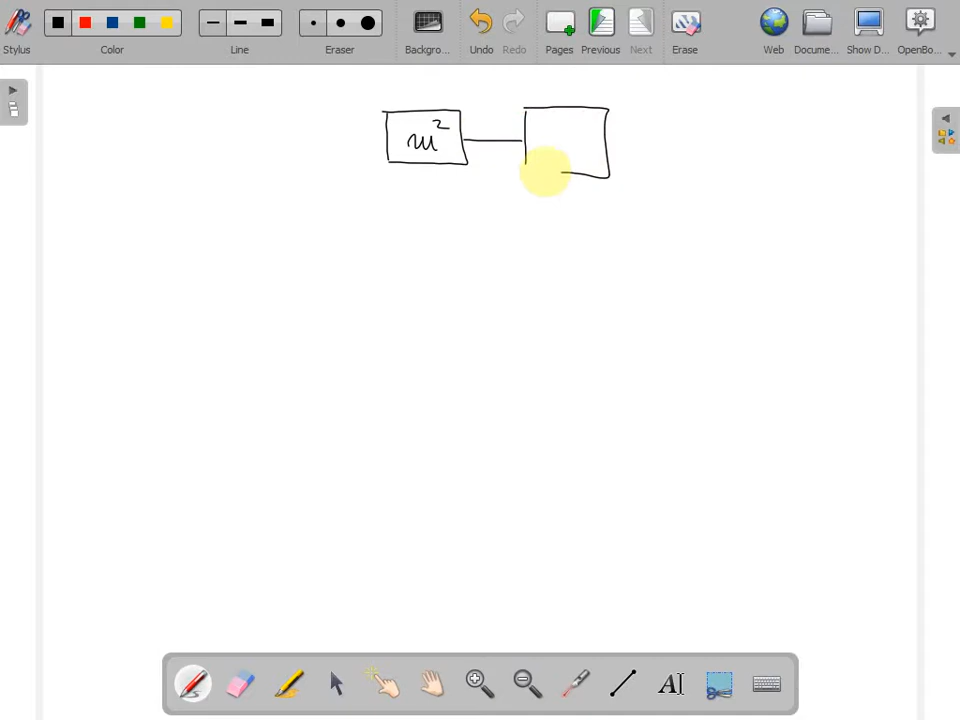 Stylus
Color
Line
Eraser
Backgro...
Undo
Redo
Pages
Previous
Next
Erase
Web
Docume...
Show D...
OpenBo...
m²